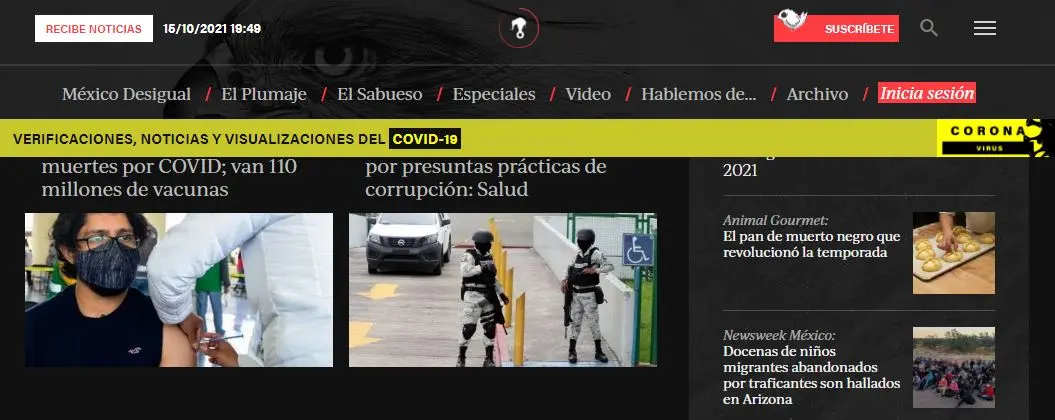 RECIBE NOTICIAS
15/10/2021 19:49
SUSCRÍBETE
México Desigual / El Plumaje / El Sabueso / Especiales / Video / Hablemos de... / Archivo / Inicia sesión
VERIFICACIONES, NOTICIAS Y VISUALIZACIONES DEL COVID-19
CORONA
VIRUS
muertes por COVID; van 110
millones de vacunas
por presuntas prácticas de
corrupción: Salud
2021
Animal Gourmet:
El pan de muerto negro que
revolucionó la temporada
Newsweek México:
Docenas de niños
migrantes abandonados
por traficantes son hallados
en Arizona